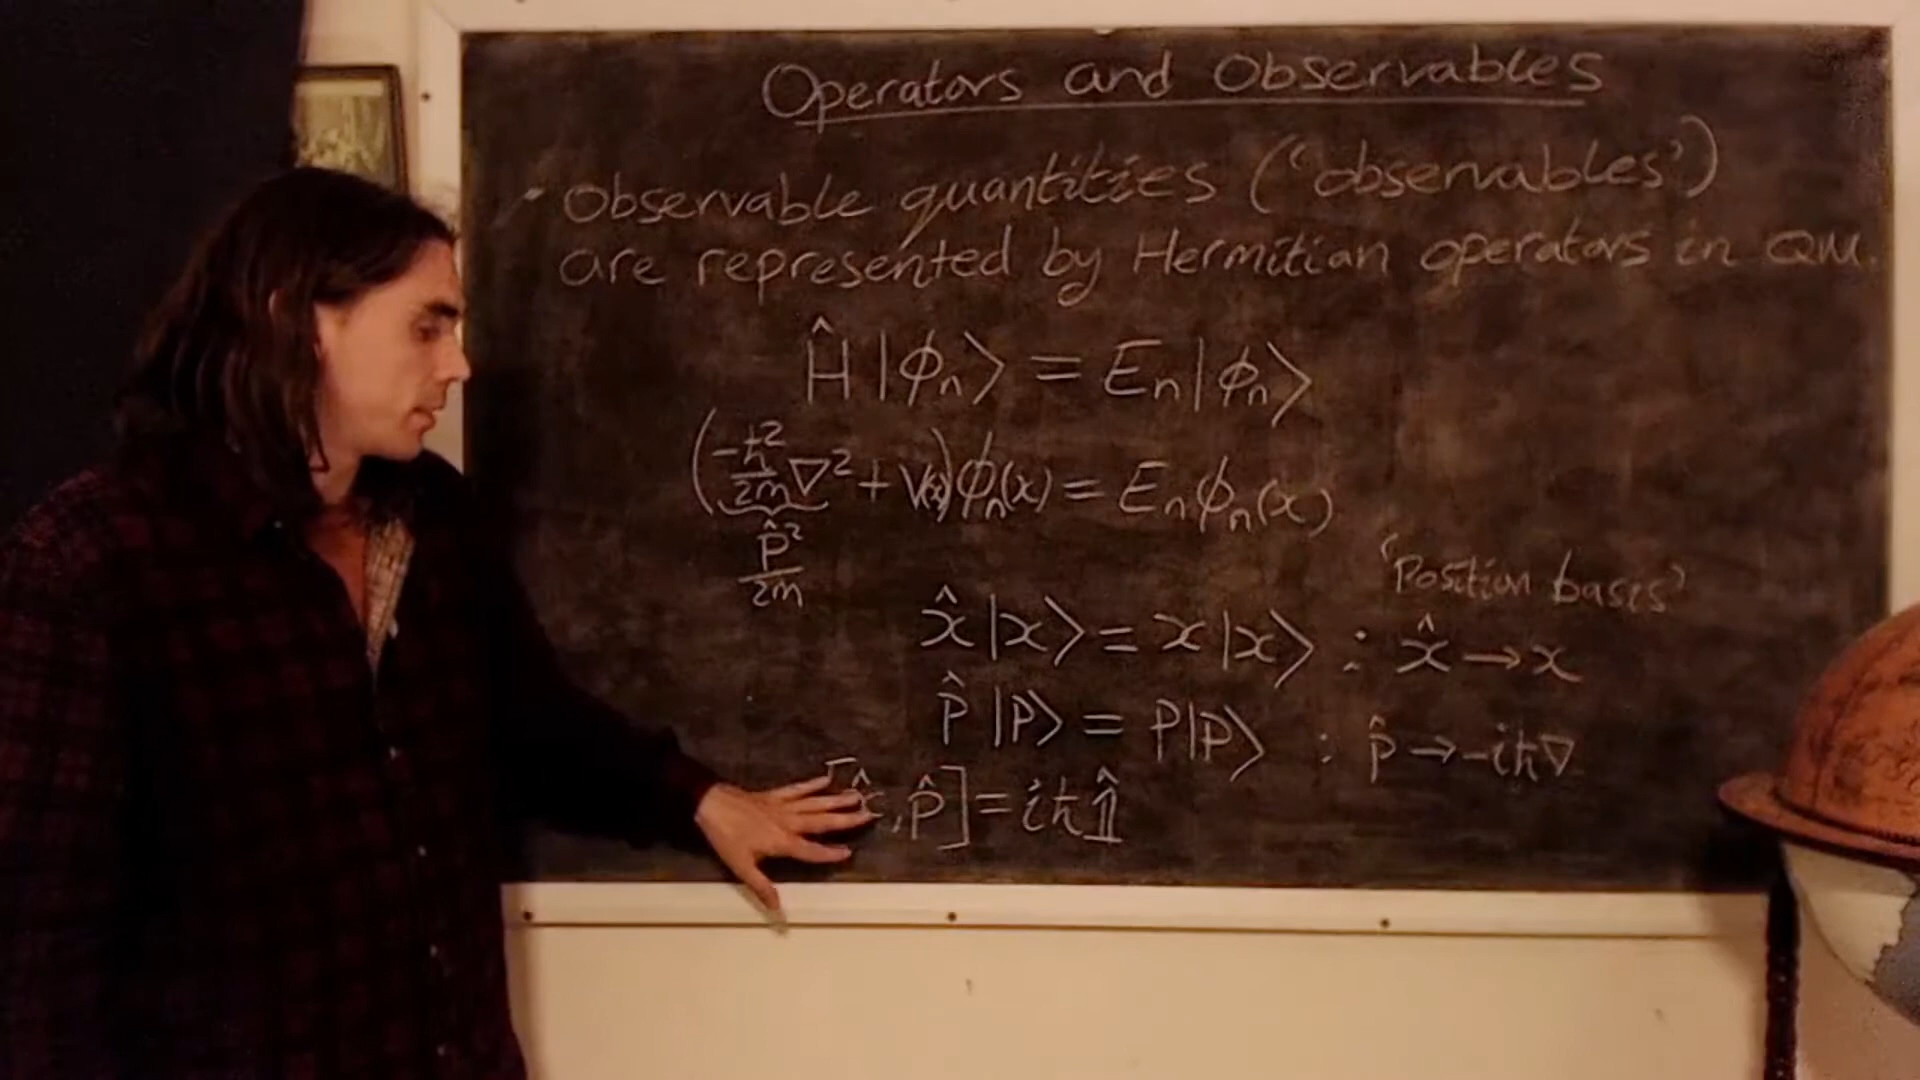 Operators and Observables
• Observable quantities ('observables')
are represented by Hermitian operators in QM.
Ĥ|ϕₙ⟩ = Eₙ|ϕₙ⟩
(-ħ²/2m ∇² + V(x))ϕₙ(x) = Eₙϕₙ(x)
p̂²/2m
'Position basis'
x̂|x⟩ = x|x⟩ : x̂ → x
p̂|p⟩ = p|p⟩ : p̂ → -iħ∇
[x̂, p̂] = iħ𝟙̂